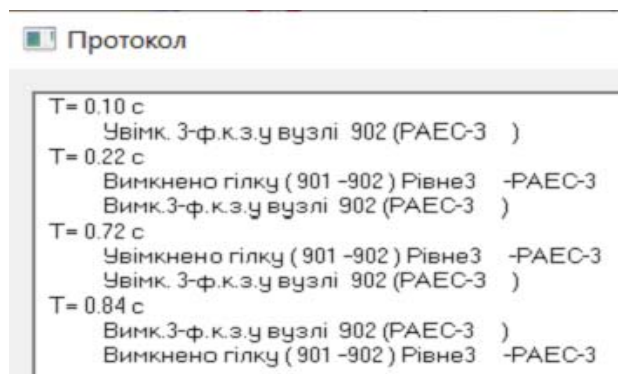 Протокол
T= 0.10 с
Увімк. 3-ф.к.з.у вузлі 902 (РАЕС-3 )
T= 0.22 с
Вимкнено гілку ( 901 -902 ) Рівне3 -РАЕС-3
Вимк.3-ф.к.з.у вузлі 902 (РАЕС-3 )
T= 0.72 с
Увімкнено гілку ( 901 -902 ) Рівне3 -РАЕС-3
Увімк. 3-ф.к.з.у вузлі 902 (РАЕС-3 )
T= 0.84 с
Вимк.3-ф.к.з.у вузлі 902 (РАЕС-3 )
Вимкнено гілку ( 901 -902 ) Рівне3 -РАЕС-3